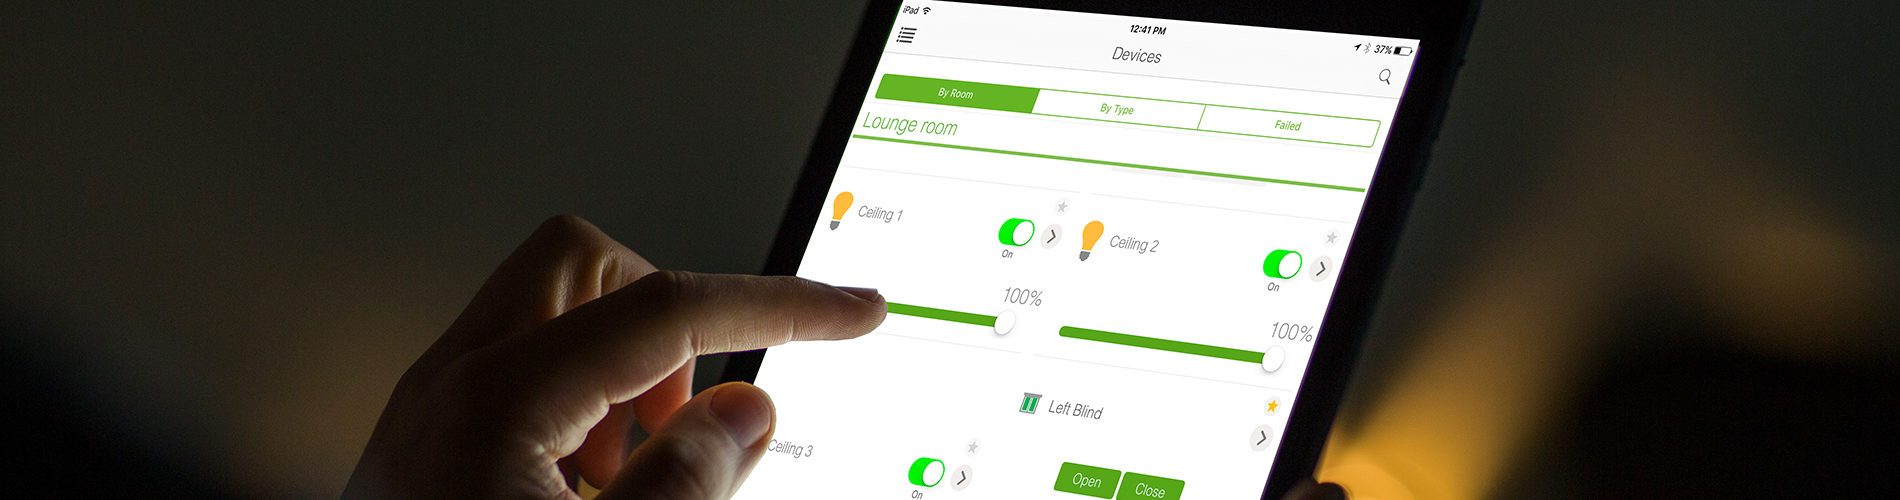 iPad
12:41 PM
37%
Devices
By Room
By Type
Failed
Lounge room
Ceiling 1
On
Ceiling 2
On
100%
100%
Left Blind
Ceiling 3
On
Open
Close